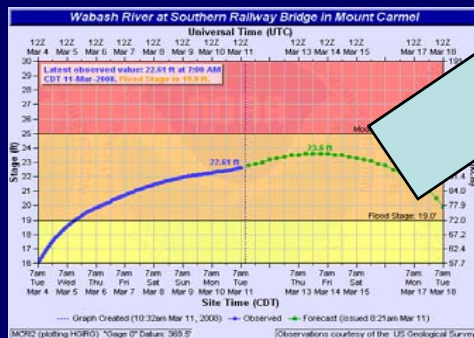 Wabash River at Southern Railway Bridge in Mount Carmel
Universal Time (UTC)
12Z 12Z 12Z 12Z 12Z 12Z 12Z 12Z 12Z 12Z 12Z 12Z 12Z
Mar 4 Mar 5 Mar 6 Mar 7 Mar 8 Mar 9 Mar 10 Mar 11 Mar 13 Mar 14 Mar 15 Mar 17 Mar 18
Latest observed value: 22.61 ft at 7:00 AM
CDT 11-Mar-2008. Flood Stage is 19.0 ft
30
29
28
27
26
25
24
23
22
21
20
19
18
17
16
Stage (ft)
22.61 ft
23.6 ft
Flood Stage: 19.0'
84.0
77.9
72.4
67.2
62.3
57.7
7am 7am 7am 7am 7am 7am 7am 7am 7am 7am 7am 7am 7am
Tue Wed Thu Fri Sat Sun Mon Tue Thu Fri Sat Mon Tue
Mar 4 Mar 5 Mar 6 Mar 7 Mar 8 Mar 9 Mar 10 Mar 11 Mar 13 Mar 14 Mar 15 Mar 17 Mar 18
Site Time (CDT)
Graph Created (10:32am Mar 11, 2008) Observed Forecast (issued 8:21am Mar 11)
MCRI2 (plotting HGIRG) "Gage 0" Datum: 369.5' Observations courtesy of the US Geological Survey